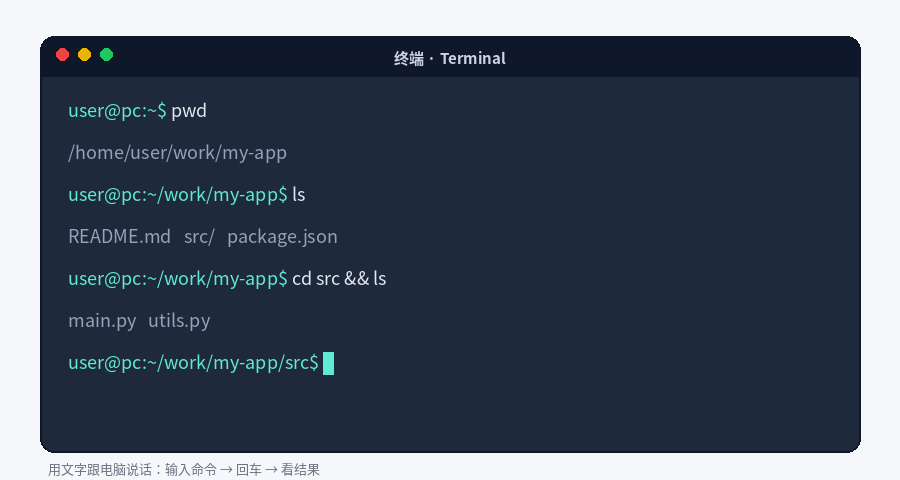 终端 · Terminal
user@pc:~$ pwd
/home/user/work/my-app
user@pc:~/work/my-app$ ls
README.md   src/   package.json
user@pc:~/work/my-app$ cd src && ls
main.py   utils.py
user@pc:~/work/my-app/src$
用文字跟电脑说话：输入命令 → 回车 → 看结果